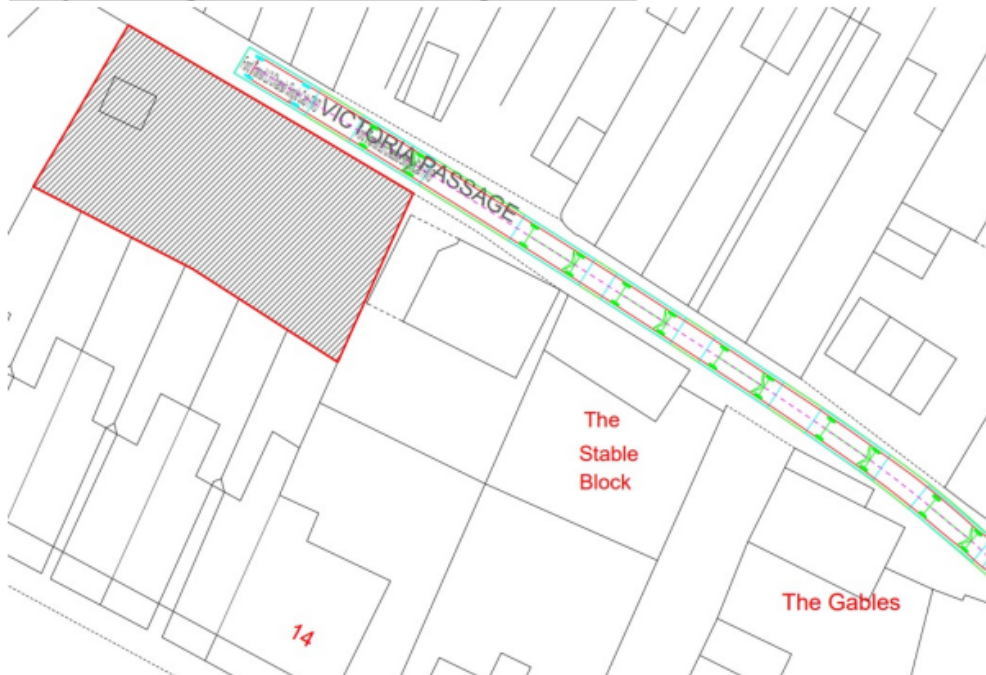 VICTORIA PASSAGE
The
Stable
Block
The Gables
14